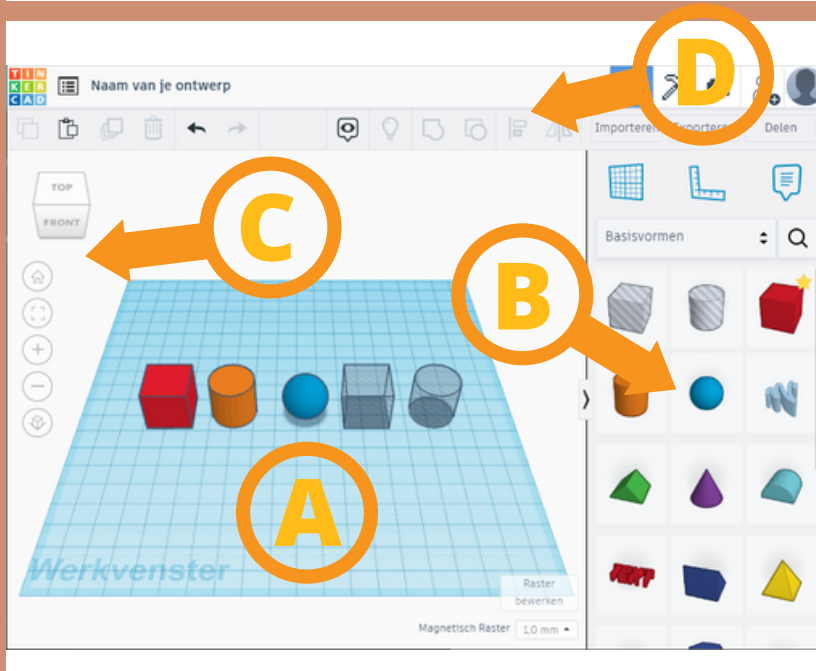 D
TIN
KER
CAD
Naam van je ontwerp
Importeren
Delen
TOP
FRONT
C
Basisvormen
B
A
TEXT
Werkvenster
Raster
bewerken
Magnetisch Raster 1,0 mm